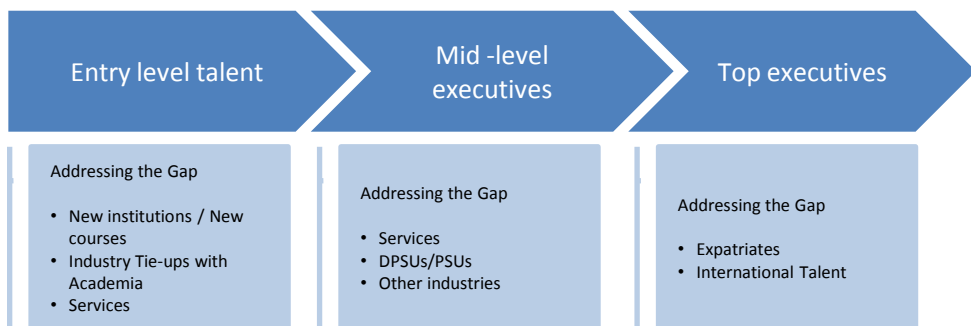 Entry level talent
Mid -level
executives
Top executives
Addressing the Gap
• New institutions / New
courses
• Industry Tie-ups with
Academia
• Services
Addressing the Gap
• Services
• DPSUs/PSUs
• Other industries
Addressing the Gap
• Expatriates
• International Talent